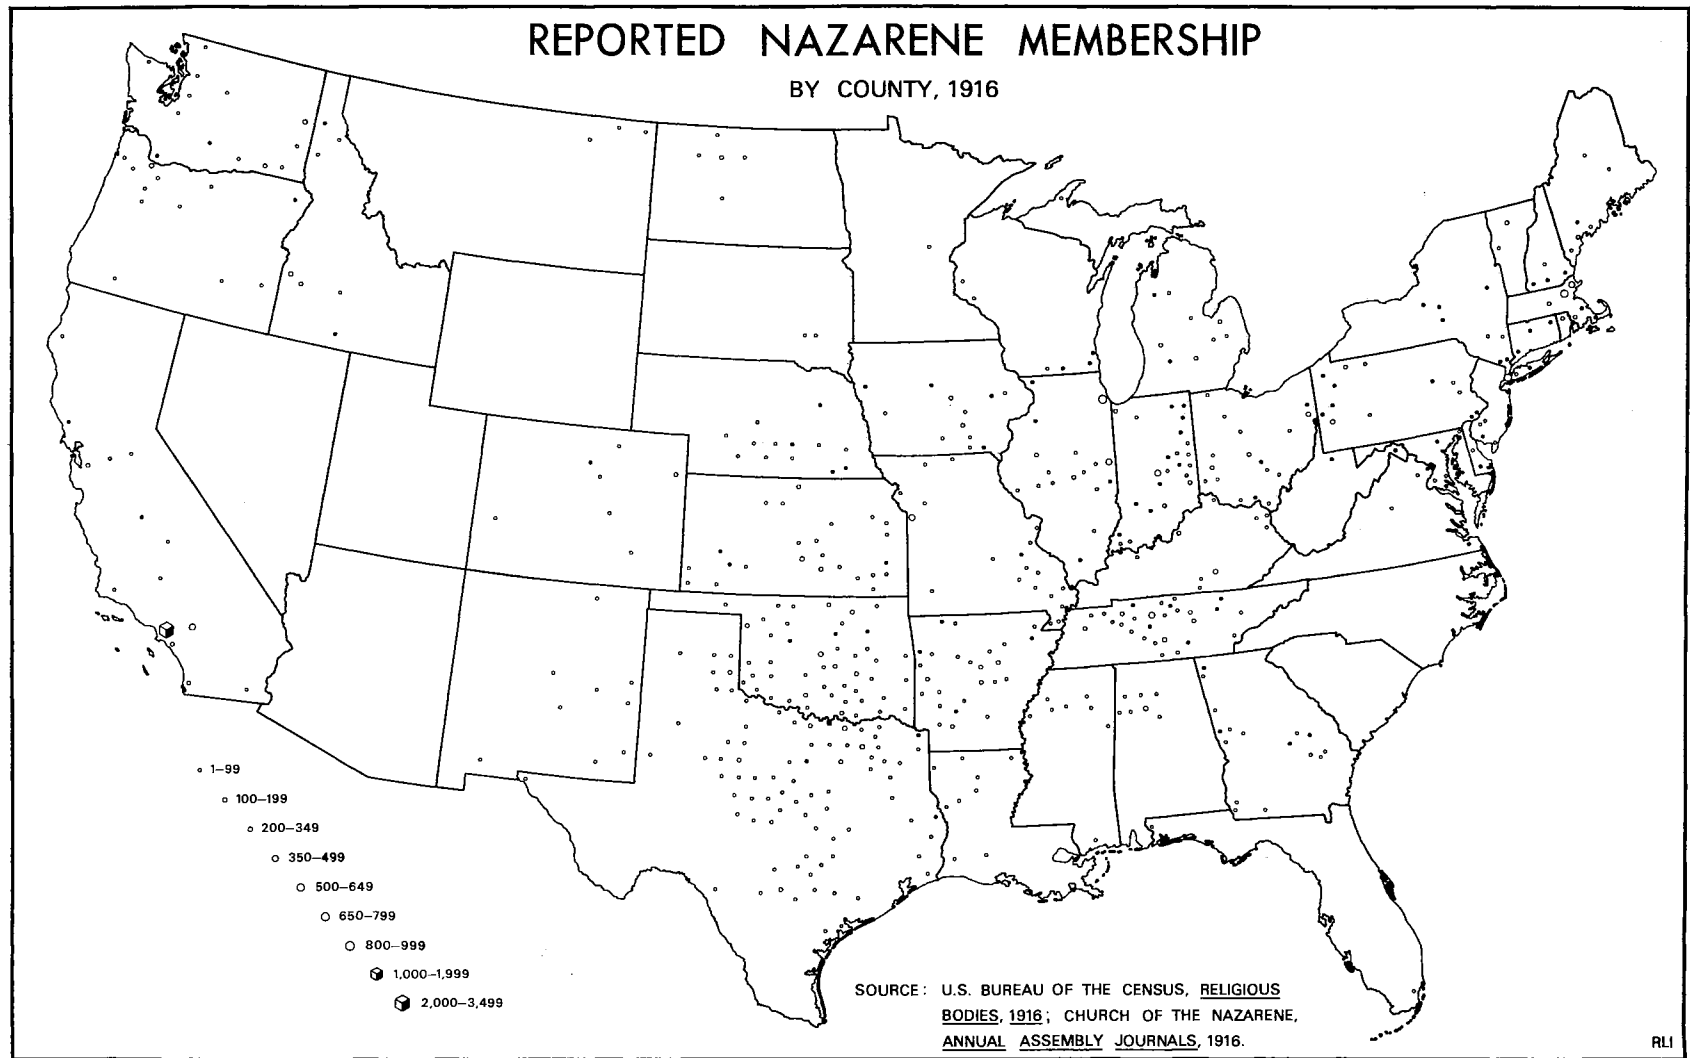 REPORTED NAZARENE MEMBERSHIP
BY COUNTY, 1916
1–99
100–199
200–349
350–499
500–649
650–799
800–999
1,000–1,999
2,000–3,499
SOURCE: U.S. BUREAU OF THE CENSUS, RELIGIOUS
BODIES, 1916; CHURCH OF THE NAZARENE,
ANNUAL ASSEMBLY JOURNALS, 1916.
RLI